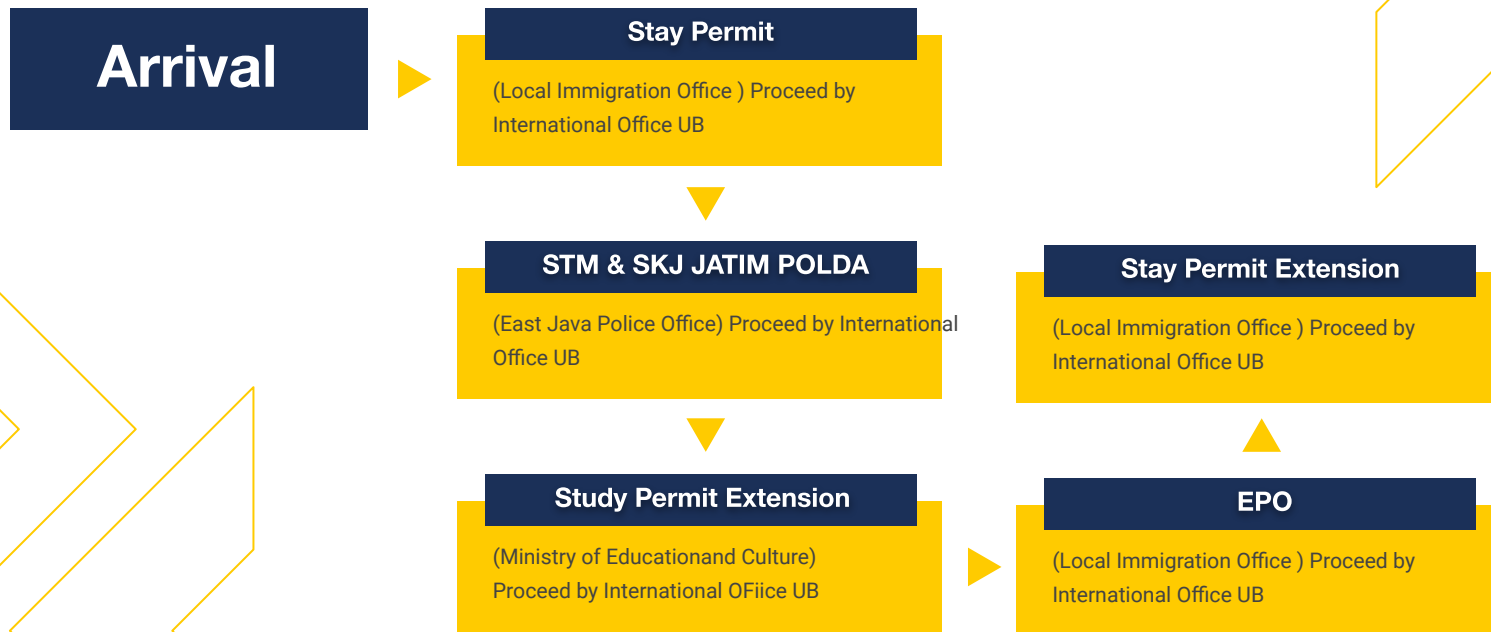 Arrival
Stay Permit
(Local Immigration Office ) Proceed by
International Office UB
STM & SKJ JATIM POLDA
(East Java Police Office) Proceed by International
Office UB
Study Permit Extension
(Ministry of Educationand Culture)
Proceed by International OFiice UB
EPO
(Local Immigration Office ) Proceed by
International Office UB
Stay Permit Extension
(Local Immigration Office ) Proceed by
International Office UB